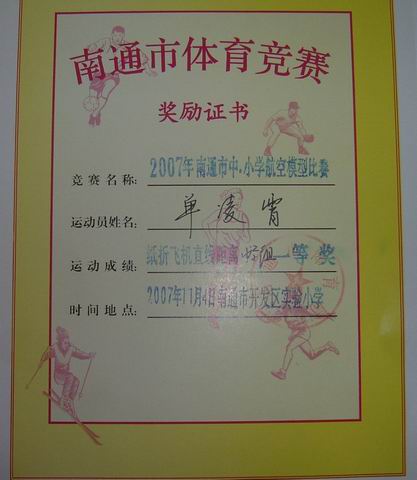 南通市体育竞赛
奖励证书
竞赛名称: 2007年南通市中·小学航空模型比赛
运动员姓名: 单凌霄
运动成绩: 纸折飞机直线距离 一等奖
时间地点: 2007年11月4日南通市开发区实验小学